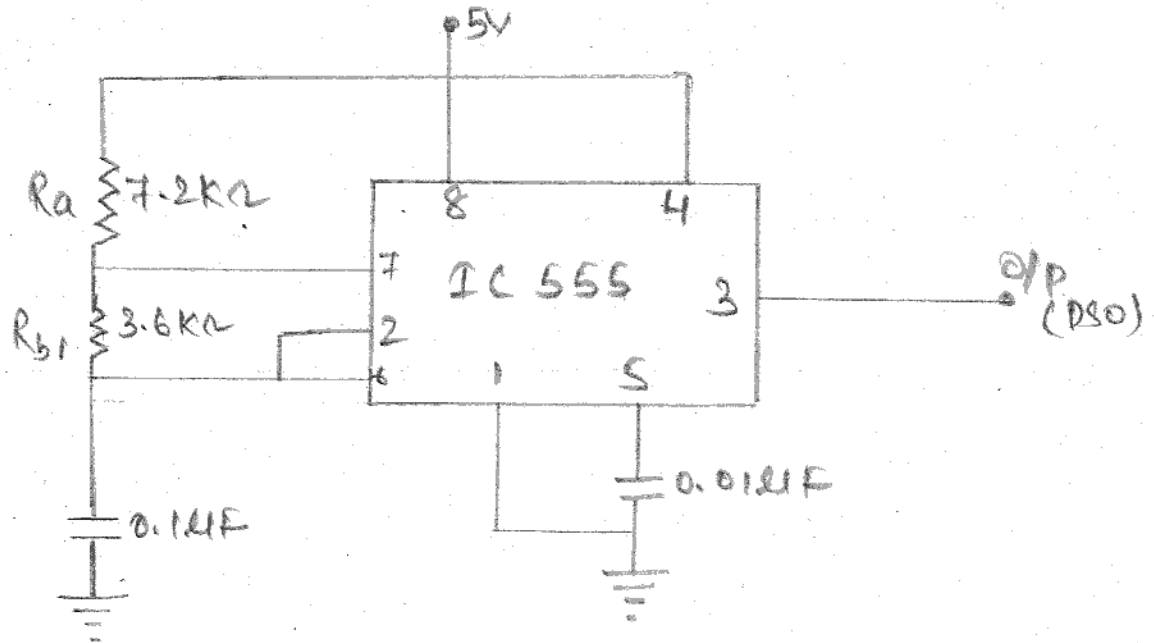 5V
Ra 7.2KΩ
8 4
7 IC 555
O/P
(DSO)
3
Rb1 3.6KΩ
2
6 1 5
0.01µF
0.1µF